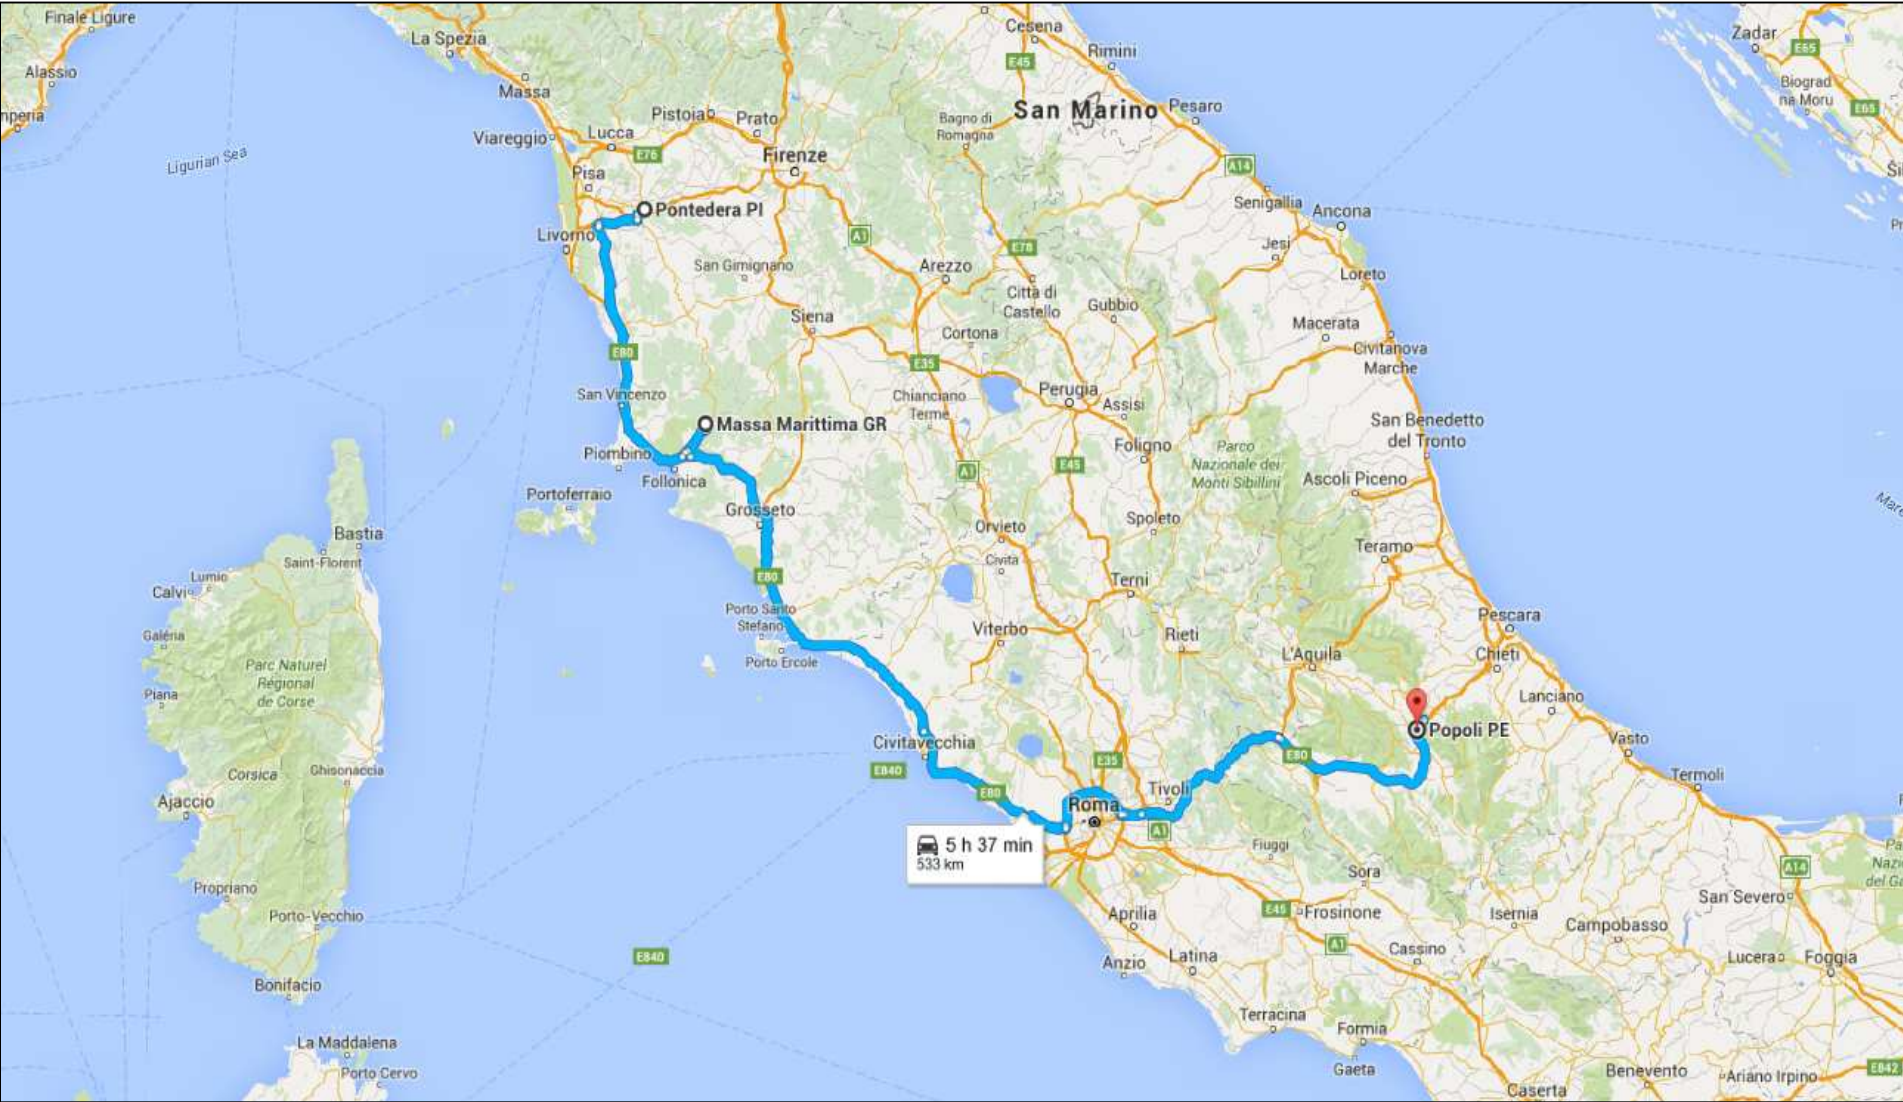 Finale Ligure
La Spezia
Cesena
Rimini
Zadar
E65
E45
Alassio
Massa
Biograd
na Moru
E65
San Marino
Pesaro
Pistoia
Prato
Bagno di
Romagna
Viareggio
Lucca
E76
Firenze
Ligurian Sea
Pisa
A14
Senigallia
Ancona
Pontedera PI
Livorno
A1
E78
Jesi
San Gimignano
Arezzo
Loreto
Città di
Castello
Gubbio
Siena
Cortona
Macerata
Civitanova
Marche
E80
E35
San Vincenzo
Chianciano
Terme
Perugia
Assisi
Massa Marittima GR
San Benedetto
del Tronto
Foligno
Parco
Nazionale dei
Monti Sibillini
Piombino
A1
E45
Follonica
Ascoli Piceno
Portoferraio
Grosseto
Bastia
Orvieto
Spoleto
Saint-Florent
Civita
Teramo
Lumio
Calvi
E80
Terni
Porto Santo
Stefano
Pescara
Galéria
Viterbo
Rieti
Parc Naturel
Régional
de Corse
Porto Ercole
L'Aquila
Chieti
Piana
Lanciano
Popoli PE
Civitavecchia
Vasto
E80
Corsica
Ghisonaccia
E840
E35
Termoli
E80
Tivoli
Ajaccio
Roma
A1
5 h 37 min
533 km
Fiuggi
Sora
A14
Propriano
San Severo
Porto-Vecchio
Aprilia
E45
Frosinone
Isernia
Campobasso
A1
Cassino
E840
Anzio
Latina
Lucera
Foggia
Bonifacio
Terracina
Formia
La Maddalena
Porto Cervo
Gaeta
Benevento
Ariano Irpino
E842
Caserta